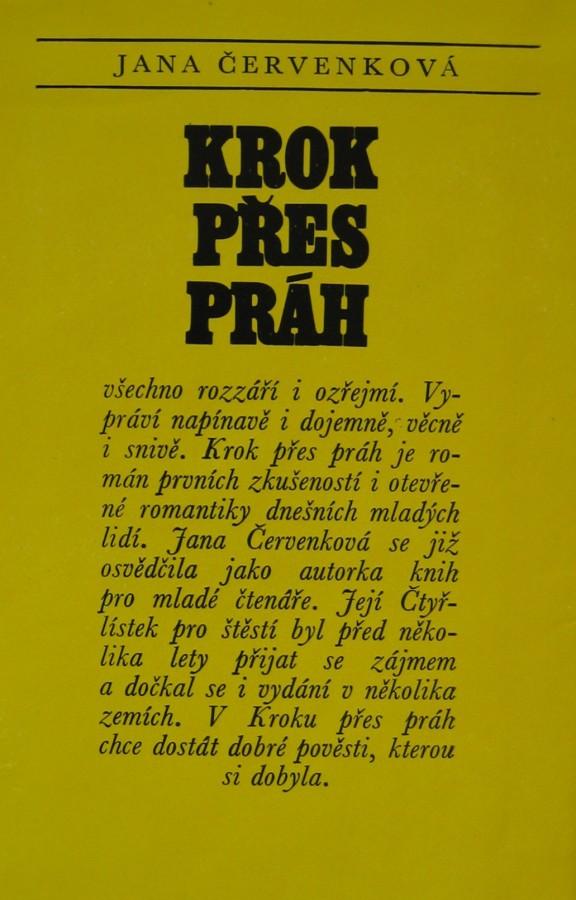 JANA ČERVENKOVÁ
KROK
PŘES
PRÁH
všechno rozzáří i ozřejmí. Vy-
práví napínavě i dojemně, věcně
i snivě. Krok přes práh je ro-
mán prvních zkušeností i otevře-
né romantiky dnešních mladých
lidí. Jana Červenková se již
osvědčila jako autorka knih
pro mladé čtenáře. Její Čtyř-
lístek pro štěstí byl před něko-
lika lety přijat se zájmem
a dočkal se i vydání v několika
zemích. V Kroku přes práh
chce dostát dobré pověsti, kterou
si dobyla.